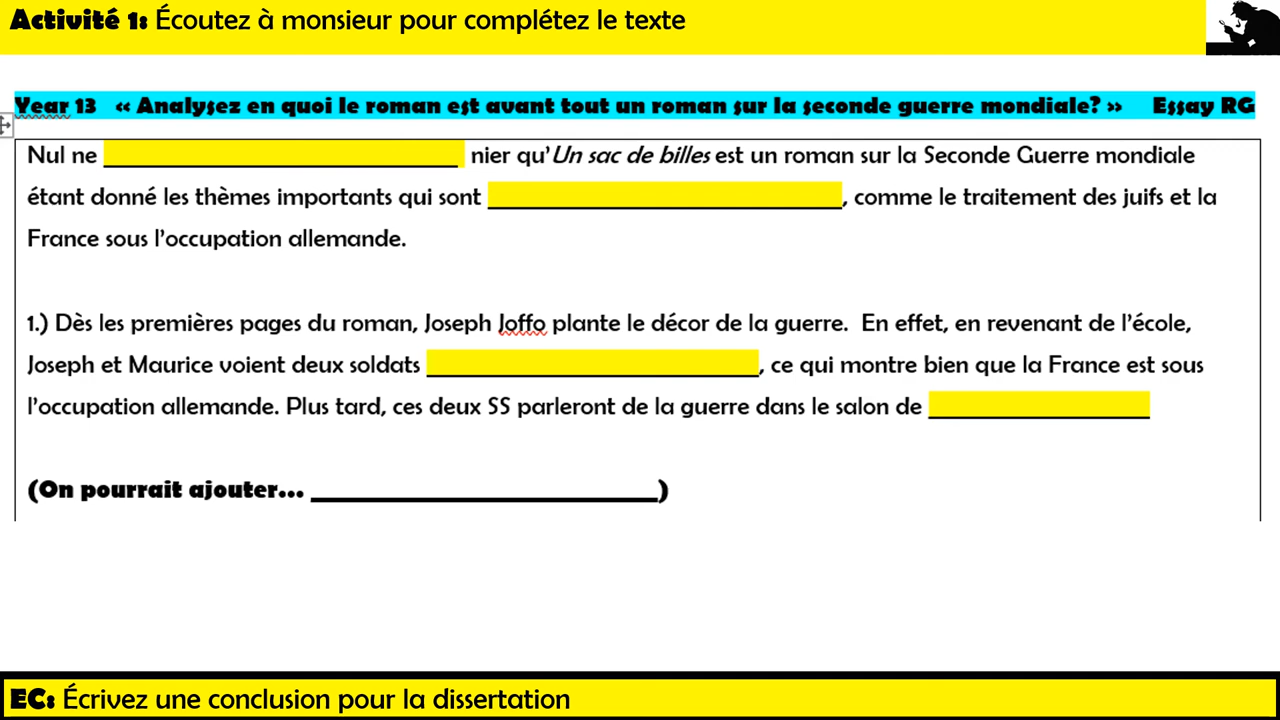 Activité 1: Écoutez à monsieur pour complétez le texte
Year 13 « Analysez en quoi le roman est avant tout un roman sur la seconde guerre mondiale? » Essay RG
Nul ne ______________ nier qu'Un sac de billes est un roman sur la Seconde Guerre mondiale
étant donné les thèmes importants qui sont ______________, comme le traitement des juifs et la
France sous l'occupation allemande.
1.) Dès les premières pages du roman, Joseph Joffo plante le décor de la guerre. En effet, en revenant de l'école,
Joseph et Maurice voient deux soldats ______________, ce qui montre bien que la France est sous
l'occupation allemande. Plus tard, ces deux SS parleront de la guerre dans le salon de ______________
(On pourrait ajouter... ______________)
EC: Écrivez une conclusion pour la dissertation